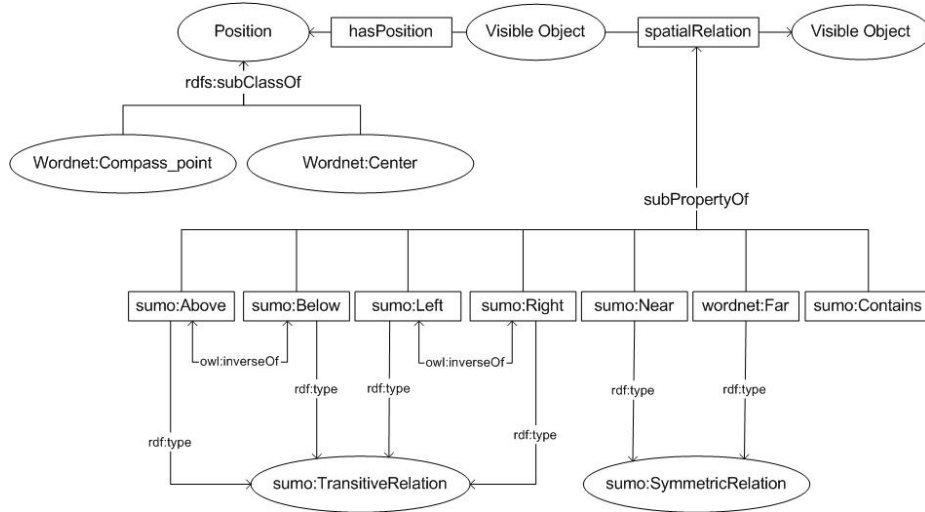 Position
hasPosition
Visible Object
spatialRelation
Visible Object
rdfs:subClassOf
Wordnet:Compass_point
Wordnet:Center
subPropertyOf
sumo:Above
sumo:Below
sumo:Left
sumo:Right
sumo:Near
wordnet:Far
sumo:Contains
owl:inverseOf
owl:inverseOf
rdf:type
rdf:type
rdf:type
rdf:type
rdf:type
rdf:type
sumo:TransitiveRelation
sumo:SymmetricRelation